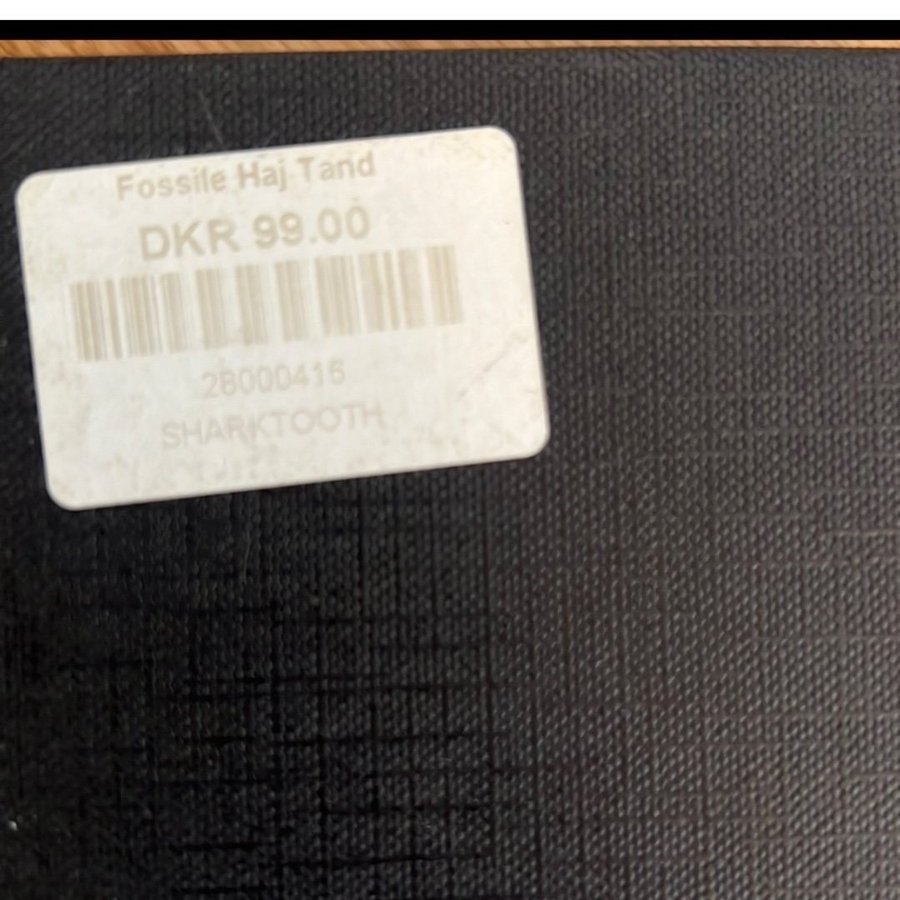 Fossile Haj Tand
DKR 99.00
28000416
SHARKTOOTH